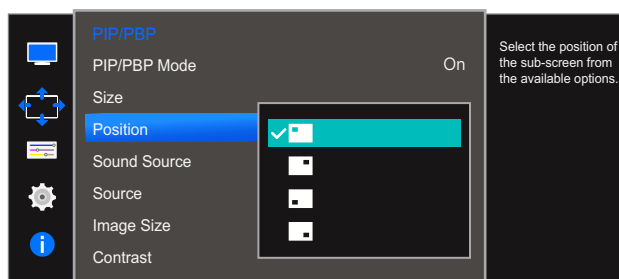 PIP/PBP
PIP/PBP Mode On
Size
Position
Sound Source
Source
Image Size
Contrast
Select the position of
the sub-screen from
the available options.